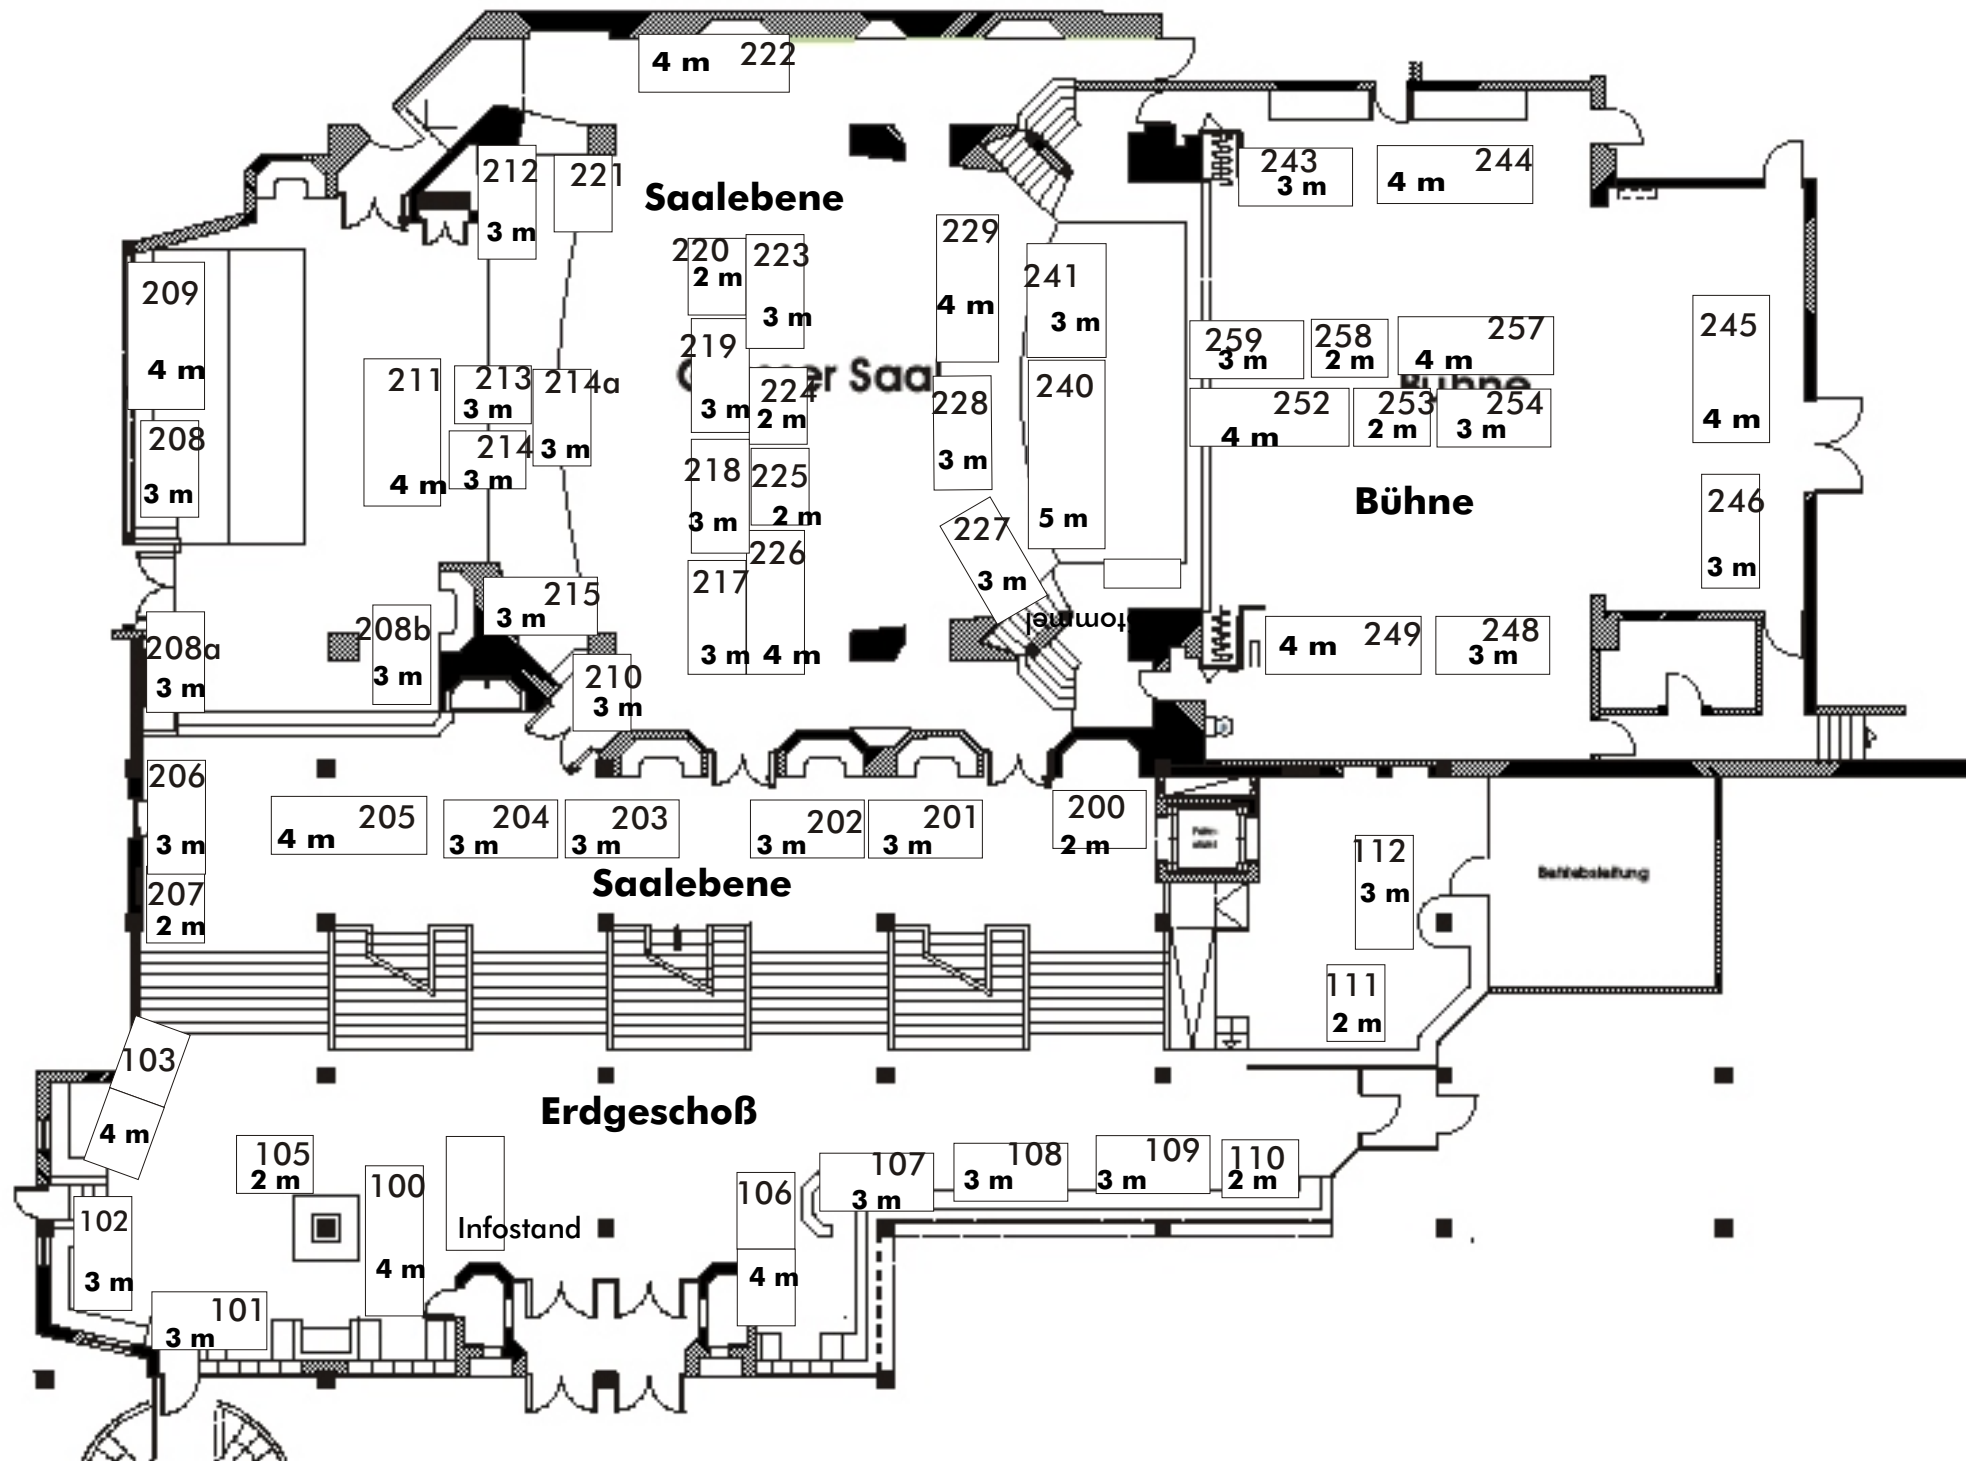 4 m 222
212
3 m
221
Saalebene
243
3 m
4 m 244
209
4 m
220
2 m
223
3 m
229
4 m
241
3 m
245
4 m
219
3 m
259
3 m
258
2 m
257
4 m
211
4 m
213
3 m
214a
3 m
Saal
224
2 m
228
3 m
240
5 m
Bühne
252
4 m
253
2 m
254
3 m
208
3 m
214
3 m
218
3 m
225
2 m
226
4 m
227
3 m
Bühne
246
3 m
215
3 m
217
3 m
208a
3 m
208b
3 m
210
3 m
4 m 249
248
3 m
206
3 m
205
4 m
204
3 m
203
3 m
202
3 m
201
3 m
200
2 m
112
3 m
Betriebsleitung
207
2 m
Saalebene
111
2 m
103
4 m
Erdgeschoß
105
2 m
100
4 m
Infostand
106
4 m
107
3 m
108
3 m
109
3 m
110
2 m
102
3 m
101
3 m